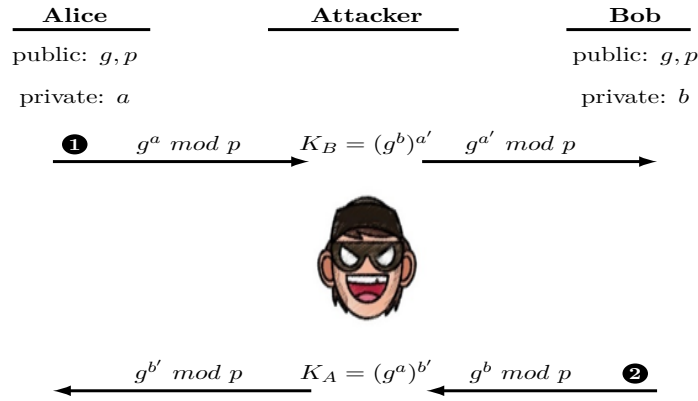 Alice Attacker Bob
public: g, p public: g, p
private: a private: b
1 g^a mod p K_B = (g^b)^{a'} g^{a'} mod p
g^{b'} mod p K_A = (g^a)^{b'} g^b mod p 2